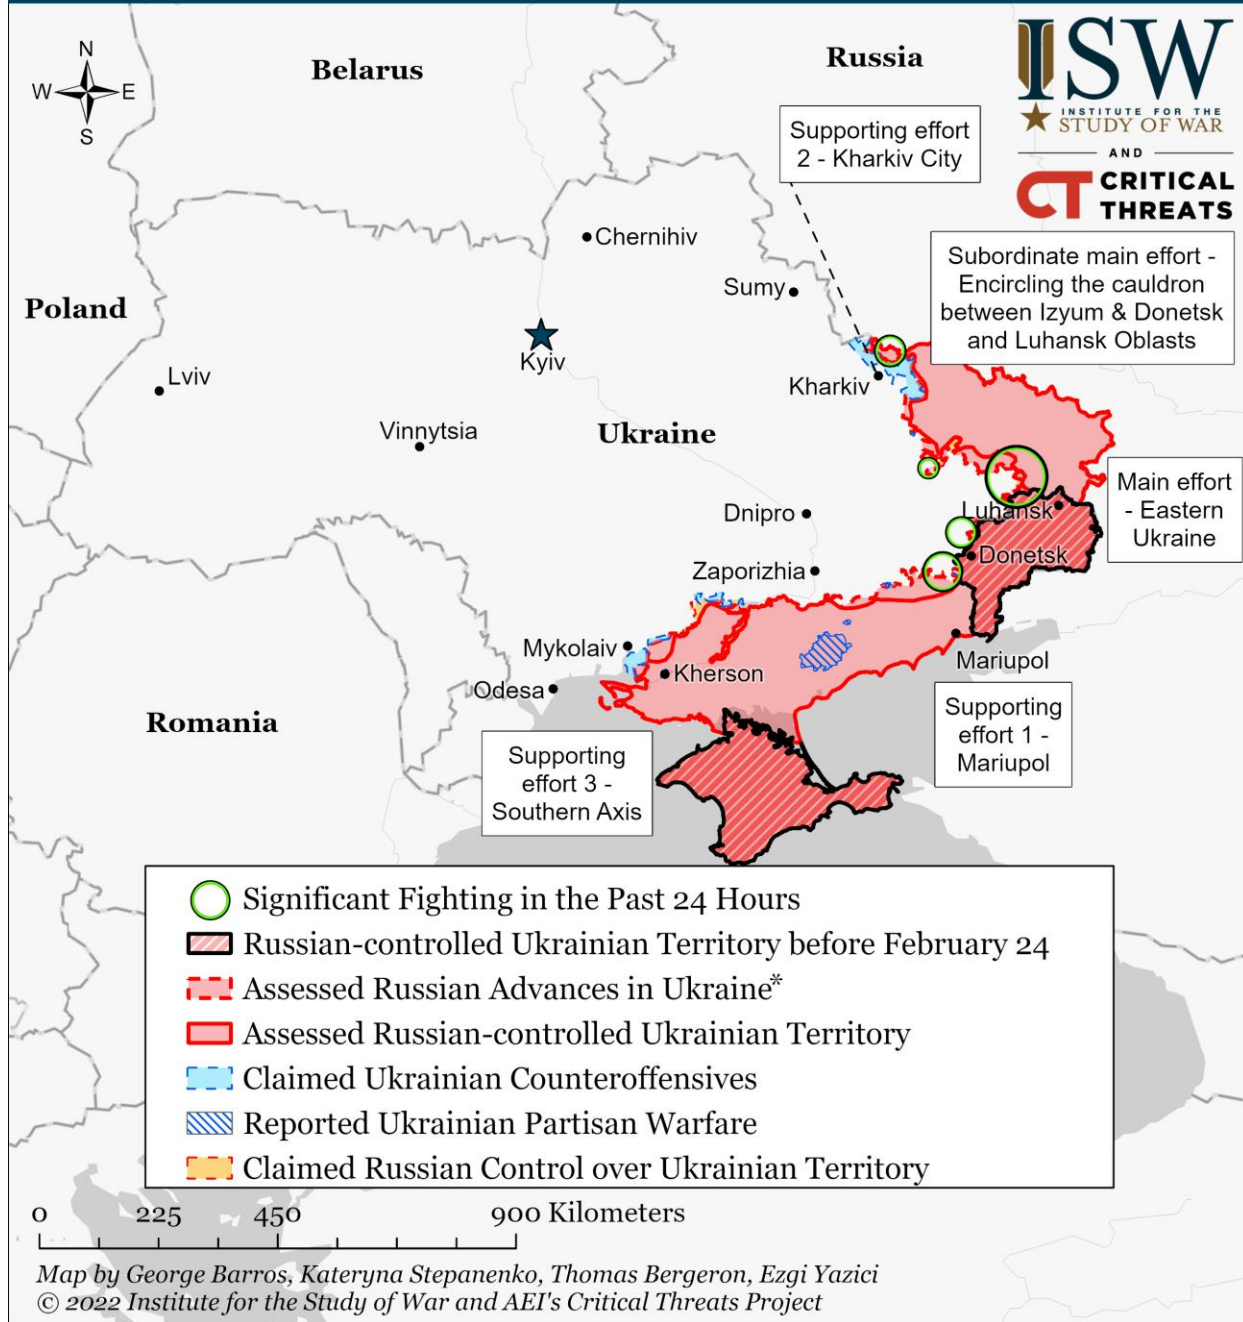 N
W
E
S
Belarus
Russia
ISW
INSTITUTE FOR THE
STUDY OF WAR
AND
CT CRITICAL
THREATS
Supporting effort
2 - Kharkiv City
Subordinate main effort -
Encircling the cauldron
between Izyum & Donetsk
and Luhansk Oblasts
Chernihiv
Sumy
Poland
Kyiv
Lviv
Kharkiv
Vinnytsia
Ukraine
Main effort
- Eastern
Ukraine
Dnipro
Luhansk
Donetsk
Zaporizhia
Mykolaiv
Mariupol
Kherson
Odesa
Romania
Supporting
effort 1 -
Mariupol
Supporting
effort 3 -
Southern Axis
Significant Fighting in the Past 24 Hours
Russian-controlled Ukrainian Territory before February 24
Assessed Russian Advances in Ukraine*
Assessed Russian-controlled Ukrainian Territory
Claimed Ukrainian Counteroffensives
Reported Ukrainian Partisan Warfare
Claimed Russian Control over Ukrainian Territory
0 225 450 900 Kilometers
Map by George Barros, Kateryna Stepanenko, Thomas Bergeron, Ezgi Yazici
© 2022 Institute for the Study of War and AEI's Critical Threats Project